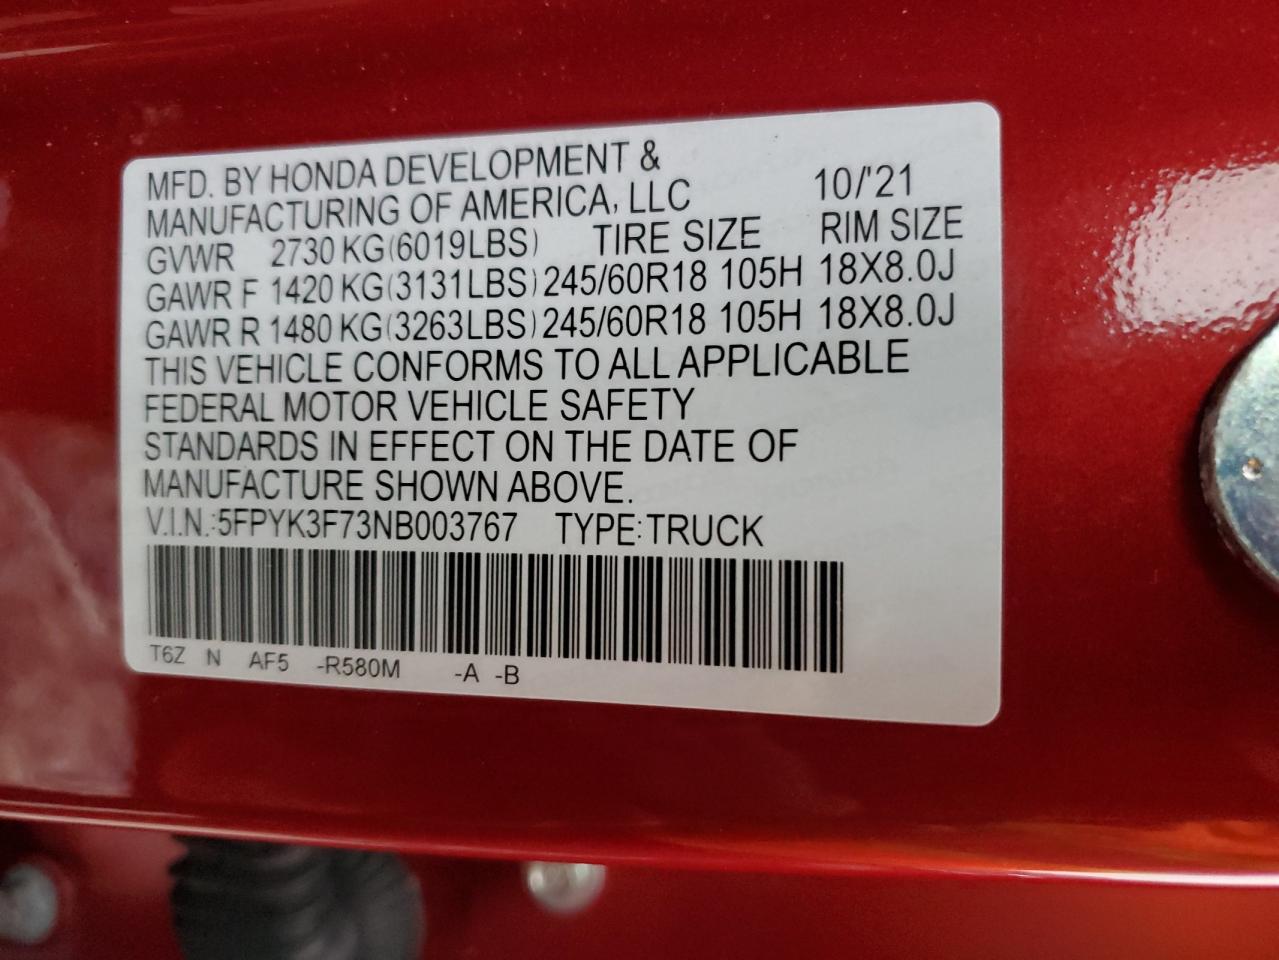 MFD. BY HONDA DEVELOPMENT &
MANUFACTURING OF AMERICA, LLC 10/'21
GVWR 2730 KG(6019LBS) TIRE SIZE RIM SIZE
GAWR F 1420 KG(3131LBS) 245/60R18 105H 18X8.0J
GAWR R 1480 KG(3263LBS) 245/60R18 105H 18X8.0J
THIS VEHICLE CONFORMS TO ALL APPLICABLE
FEDERAL MOTOR VEHICLE SAFETY
STANDARDS IN EFFECT ON THE DATE OF
MANUFACTURE SHOWN ABOVE.
V.I.N.:5FPYK3F73NB003767 TYPE:TRUCK
T6Z N AF5 -R580M -A -B